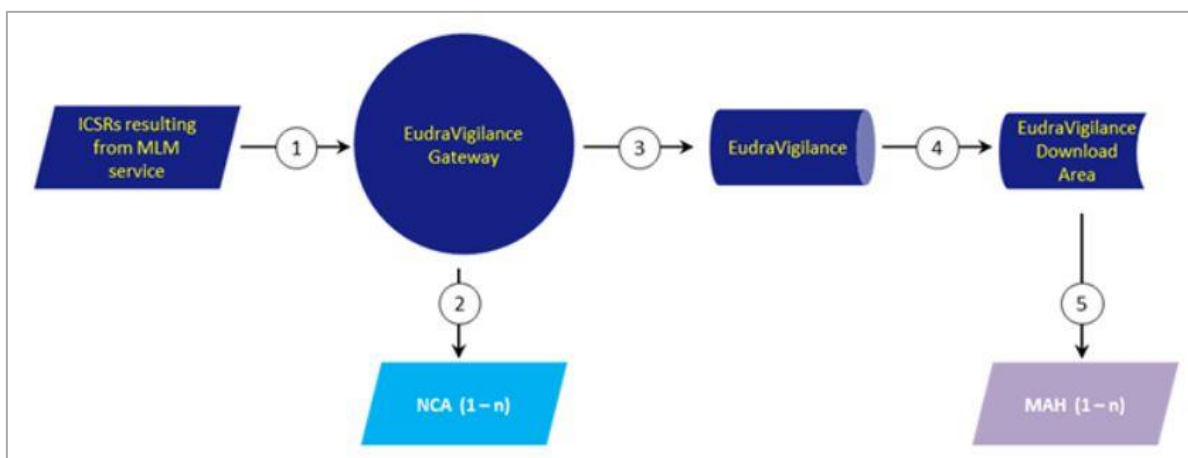 ICSRs resulting
from MLM
service
1
EudraVigilance
Gateway
3
EudraVigilance
4
EudraVigilance
Download
Area
2
5
NCA (1 – n)
MAH (1 – n)